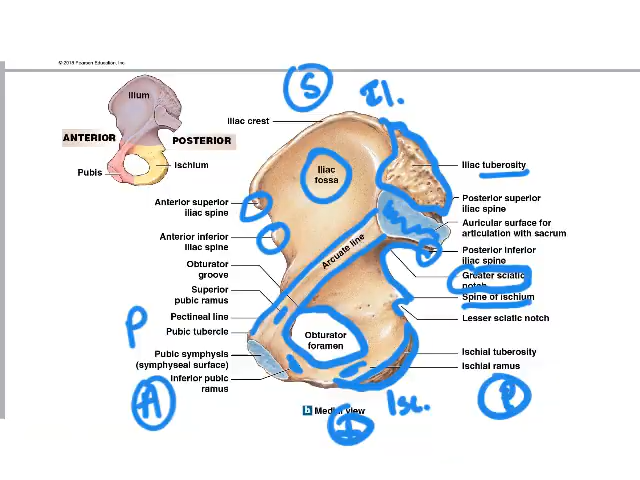 © 2018 Pearson Education, Inc.
S
Il.
Ilium
ANTERIOR
POSTERIOR
Pubis
Ischium
Iliac crest
Iliac
fossa
Anterior superior
iliac spine
Anterior inferior
iliac spine
Arcuate line
Obturator
groove
Superior
pubic ramus
Pectineal line
Pubic tubercle
Obturator
foramen
Pubic symphysis
(symphyseal surface)
Inferior pubic
ramus
Iliac tuberosity
Posterior superior
iliac spine
Auricular surface for
articulation with sacrum
Posterior inferior
iliac spine
Greater sciatic
notch
Spine of ischium
Lesser sciatic notch
Ischial tuberosity
Ischial ramus
P
A
Isc.
P
b Medial view
I